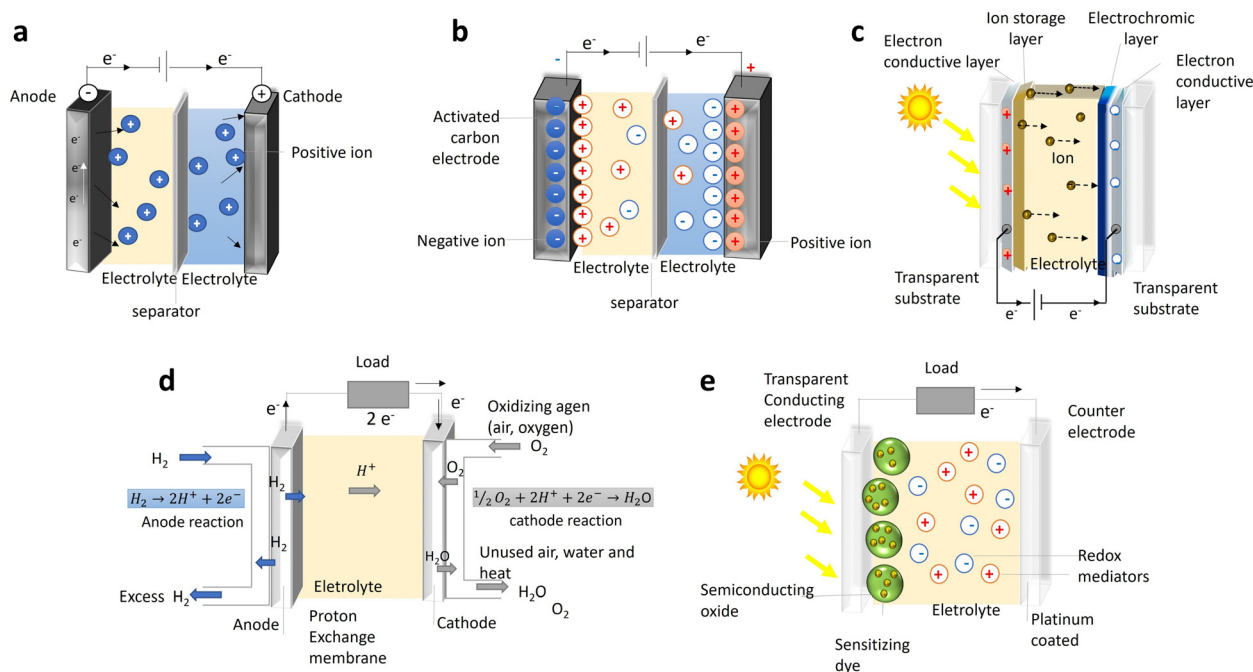 a
e⁻
e⁻
Anode
-
+
Cathode
Positive ion
e⁻
e⁻
e⁻
e⁻
Electrolyte
Electrolyte
separator
b
e⁻
e⁻
-
+
Activated
carbon
electrode
Negative ion
Positive ion
Electrolyte
Electrolyte
separator
c
Ion storage
layer
Electrochromic
layer
Electron
conductive layer
Electron
conductive
layer
Ion
Electrolyte
Transparent
substrate
Transparent
substrate
e⁻
e⁻
d
Load
2 e⁻
e⁻
e⁻
Oxidizing agen
(air, oxygen)
O₂
H₂
H₂
H⁺
O₂
H₂ → 2H⁺ + 2e⁻
Anode reaction
½ O₂ + 2H⁺ + 2e⁻ → H₂O
cathode reaction
H₂
H₂O
Unused air, water and
heat
H₂O
O₂
Excess H₂
Eletrolyte
Anode
Proton
Exchange
membrane
Cathode
e
Load
e⁻
Transparent
Conducting
electrode
Counter
electrode
Redox
mediators
Semiconducting
oxide
Eletrolyte
Sensitizing
dye
Platinum
coated